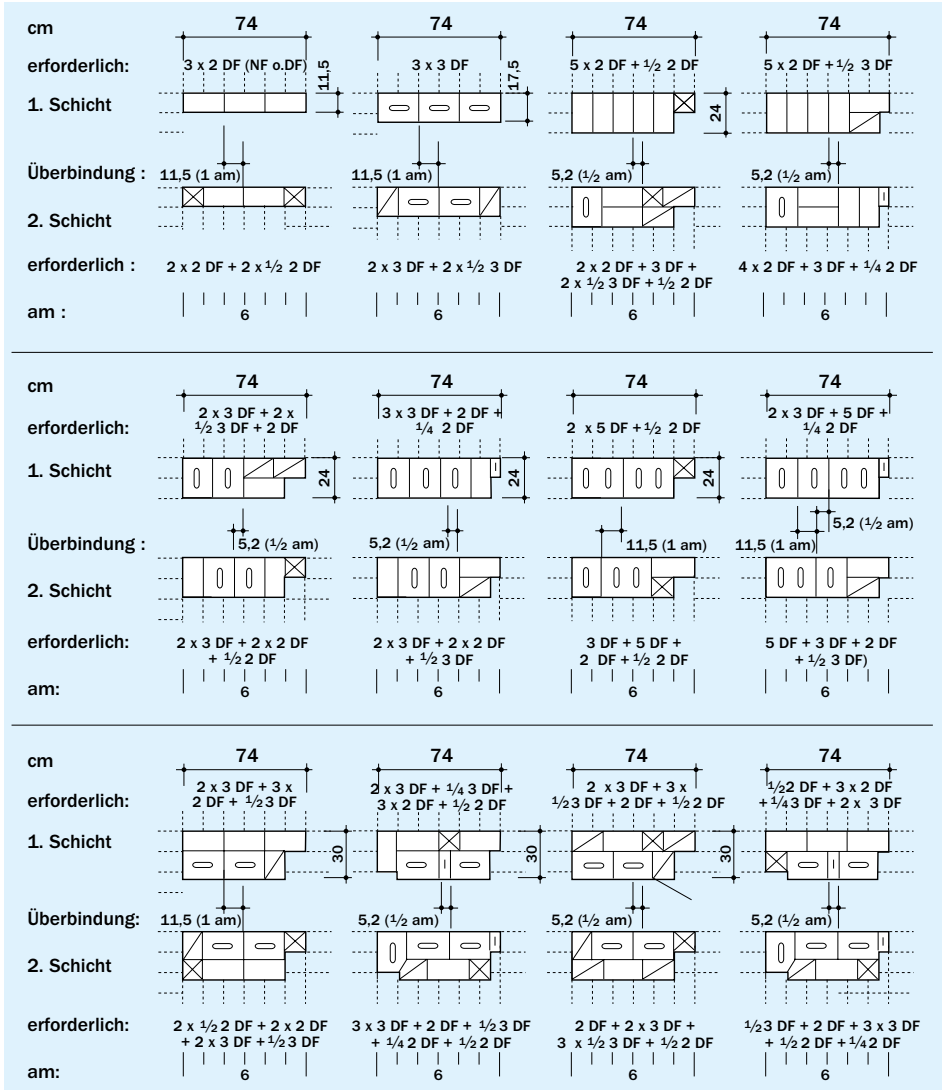 cm 74 74 74 74
erforderlich: 3 x 2 DF (NF o.DF) 3 x 3 DF 5 x 2 DF + ½ 2 DF 5 x 2 DF + ½ 3 DF
1. Schicht 11,5 17,5 24
Überbindung : 11,5 (1 am) 11,5 (1 am) 5,2 (½ am) 5,2 (½ am)
2. Schicht
erforderlich : 2 x 2 DF + 2 x ½ 2 DF 2 x 3 DF + 2 x ½ 3 DF 2 x 2 DF + 3 DF + 4 x 2 DF + 3 DF + ¼ 2 DF
2 x ½ 3 DF + ½ 2 DF
am : 6 6 6 6
cm 74 74 74 74
2 x 3 DF + 2 x 3 x 3 DF + 2 DF + 2 x 3 DF + 5 DF +
erforderlich: ½ 3 DF + 2 DF ¼ 2 DF 2 x 5 DF + ½ 2 DF ¼ 2 DF
1. Schicht 24 24 24
5,2 (½ am)
Überbindung : 5,2 (½ am) 5,2 (½ am) 11,5 (1 am) 11,5 (1 am)
2. Schicht
erforderlich: 2 x 3 DF + 2 x 2 DF 2 x 3 DF + 2 x 2 DF 3 DF + 5 DF + 5 DF + 3 DF + 2 DF
+ ½ 2 DF + ½ 3 DF 2 DF + ½ 2 DF + ½ 3 DF)
am: 6 6 6 6
cm 74 74 74 74
2 x 3 DF + 3 x 2 x 3 DF + ¼ 3 DF + 2 x 3 DF + 3 x ½ 2 DF + 3 x 2 DF
erforderlich: 2 DF + ½ 3 DF 3 x 2 DF + ½ 2 DF ½ 3 DF + 2 DF + ½ 2 DF + ¼ 3 DF + 2 x 3 DF
1. Schicht 30 30 30
Überbindung: 11,5 (1 am) 5,2 (½ am) 5,2 (½ am) 5,2 (½ am)
2. Schicht
erforderlich: 2 x ½ 2 DF + 2 x 2 DF 3 x 3 DF + 2 DF + ½ 3 DF 2 DF + 2 x 3 DF + ½ 3 DF + 2 DF + 3 x 3 DF
+ 2 x 3 DF + ½ 3 DF + ¼ 2 DF + ½ 2 DF 3 x ½ 3 DF + ½ 2 DF + ½ 2 DF + ¼ 2 DF
am: 6 6 6 6